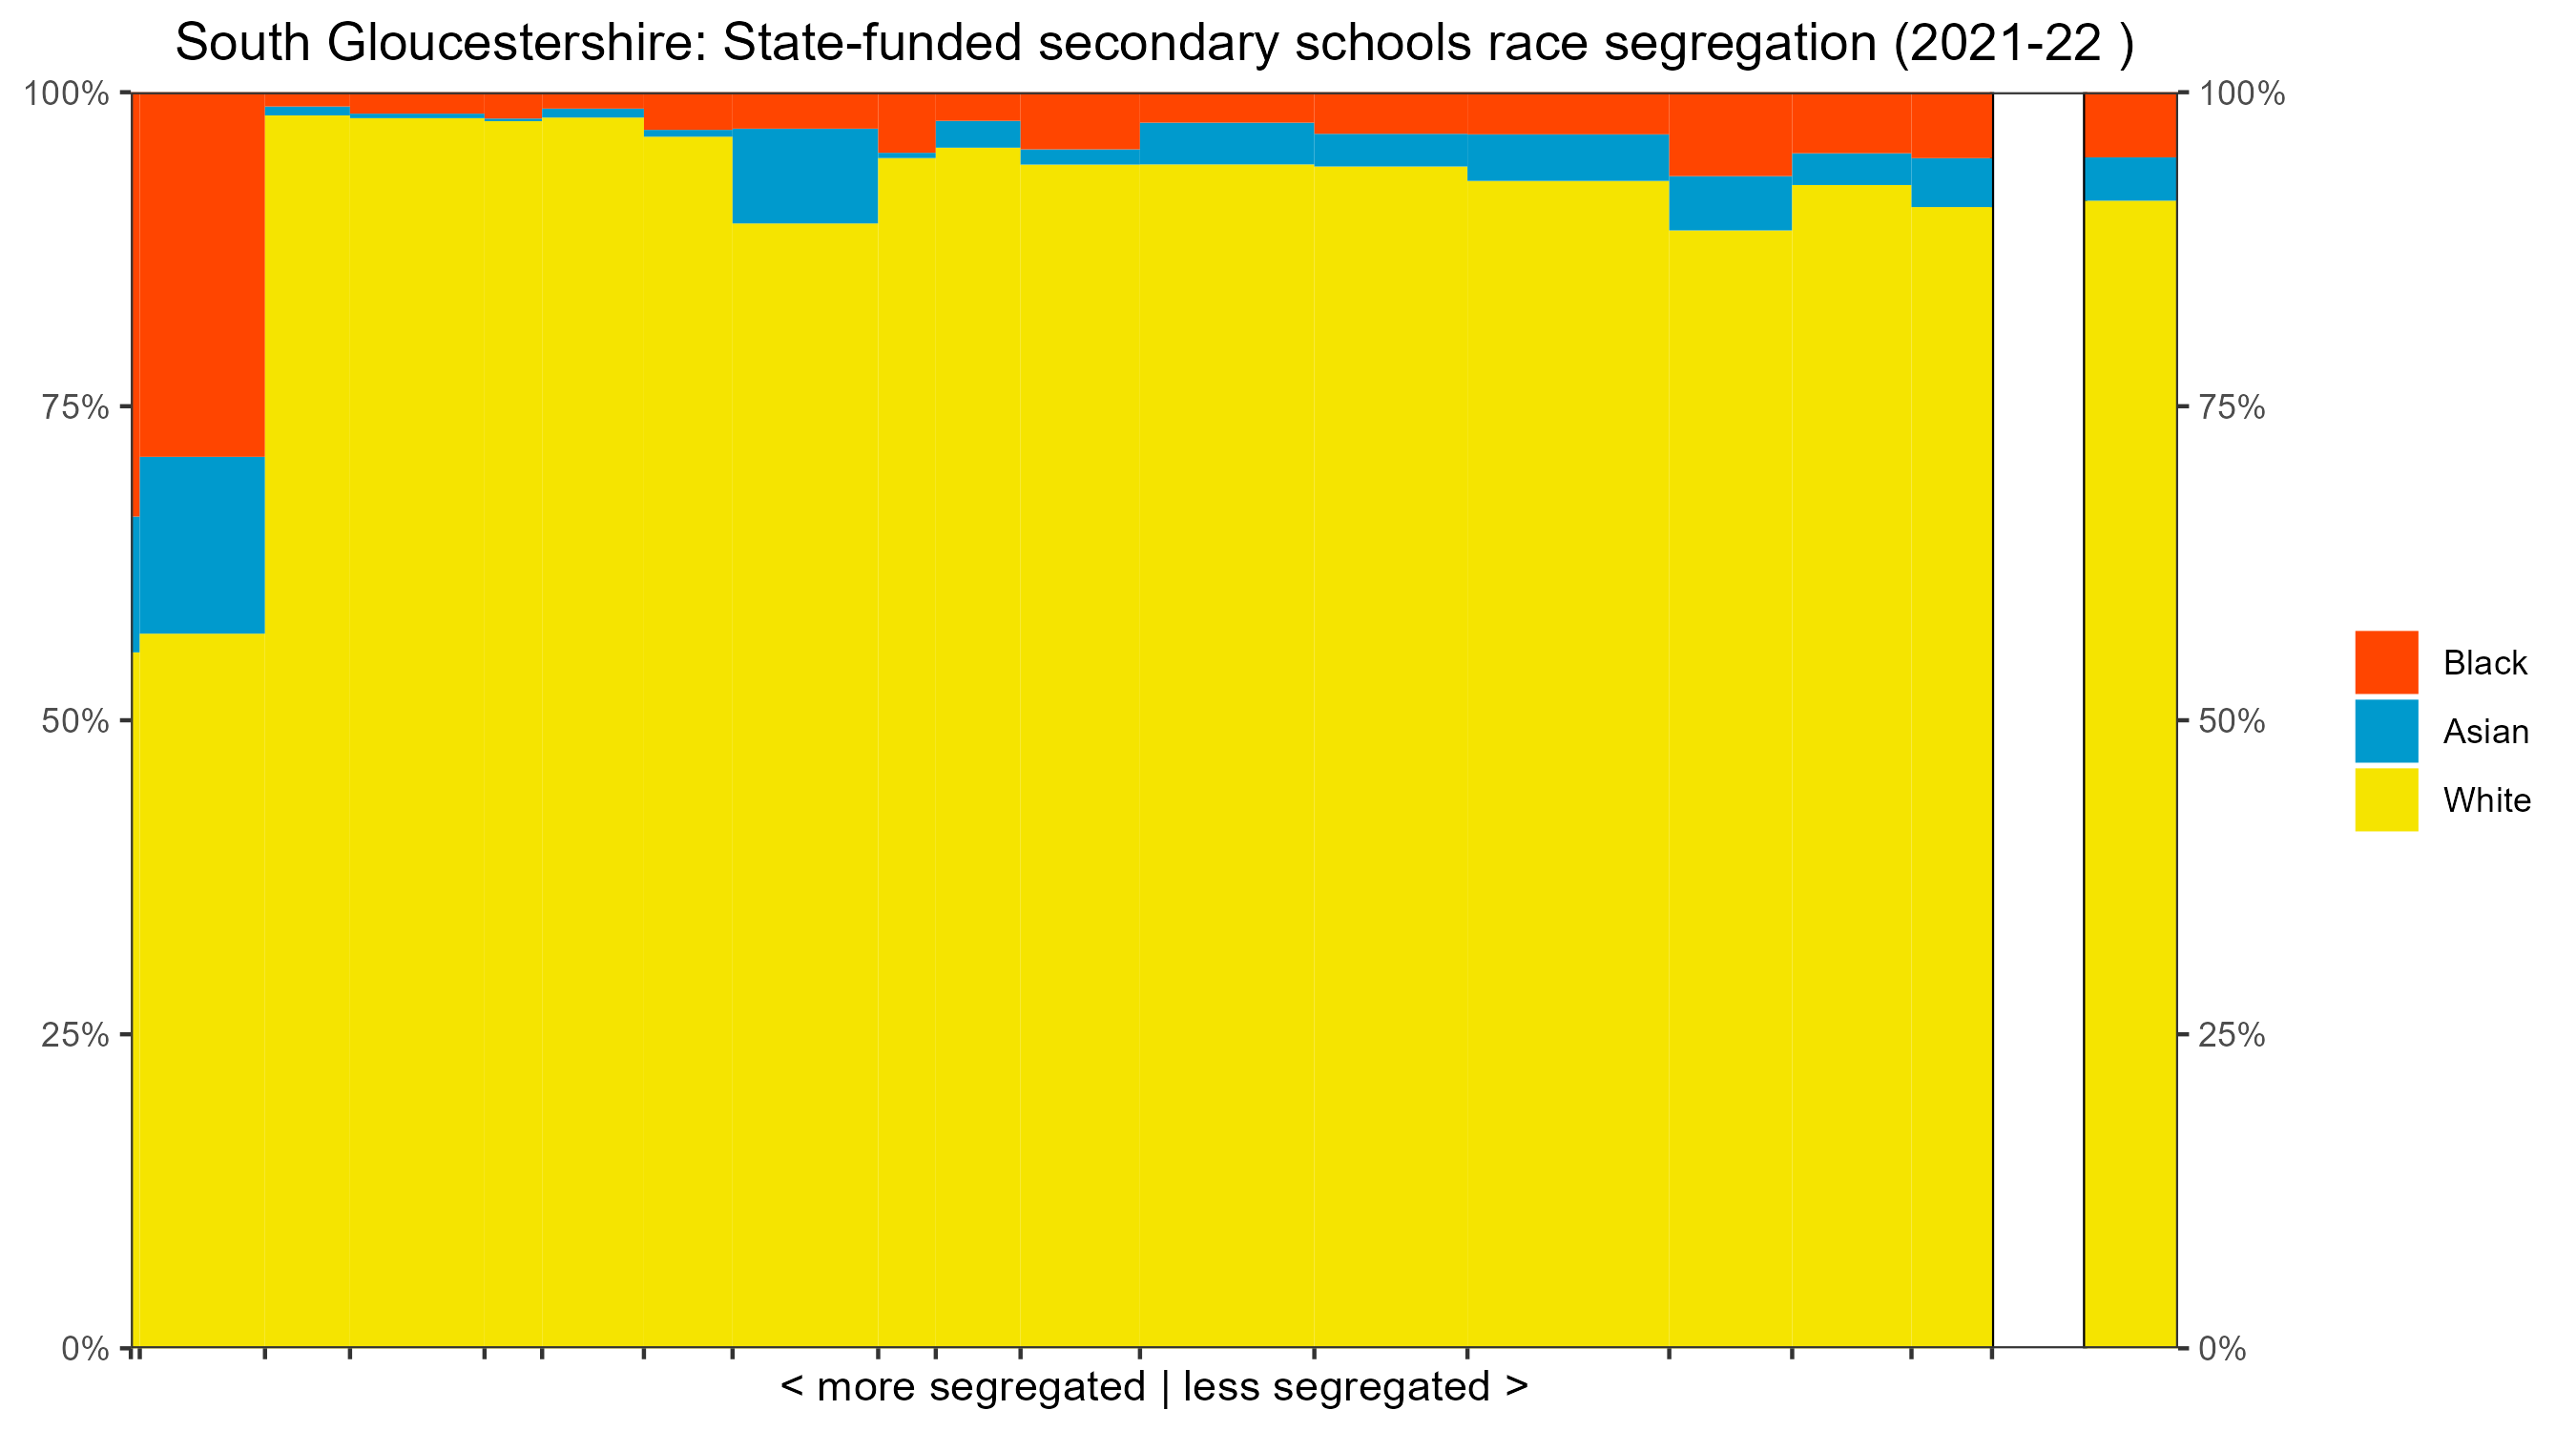 South Gloucestershire: State-funded secondary schools race segregation (2021-22 )
100%
75%
50%
25%
0%
100%
75%
50%
25%
0%
Black
Asian
White
< more segregated | less segregated >